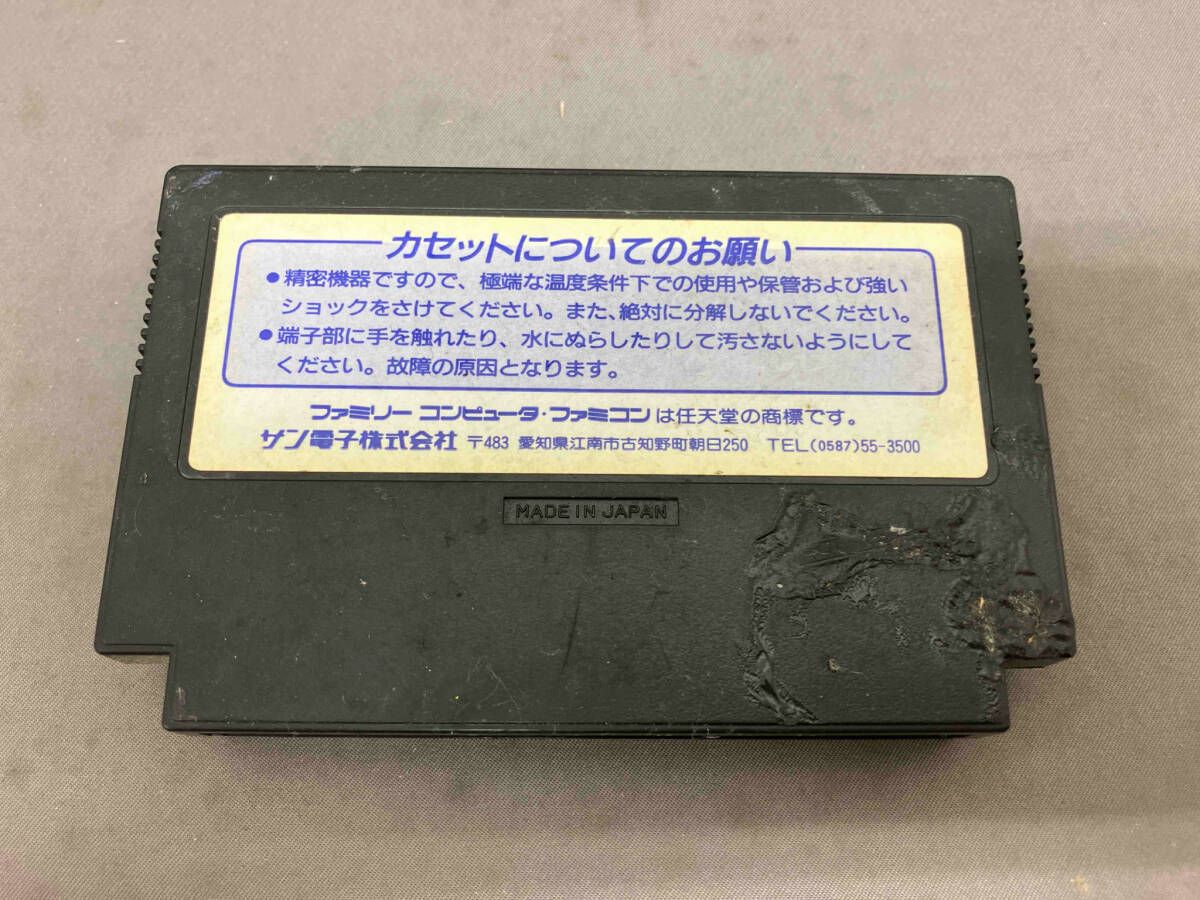 カセットについてのお願い
●精密機器ですので、極端な温度条件下での使用や保管および強い
ショックをさけてください。また、絶対に分解しないでください。
●端子部に手を触れたり、水にぬらしたりして汚さないようにして
ください。故障の原因となります。
ファミリー コンピュータ・ファミコンは任天堂の商標です。
サン電子株式会社 〒483 愛知県江南市古知野町朝日250 TEL(0587)55-3500
MADE IN JAPAN